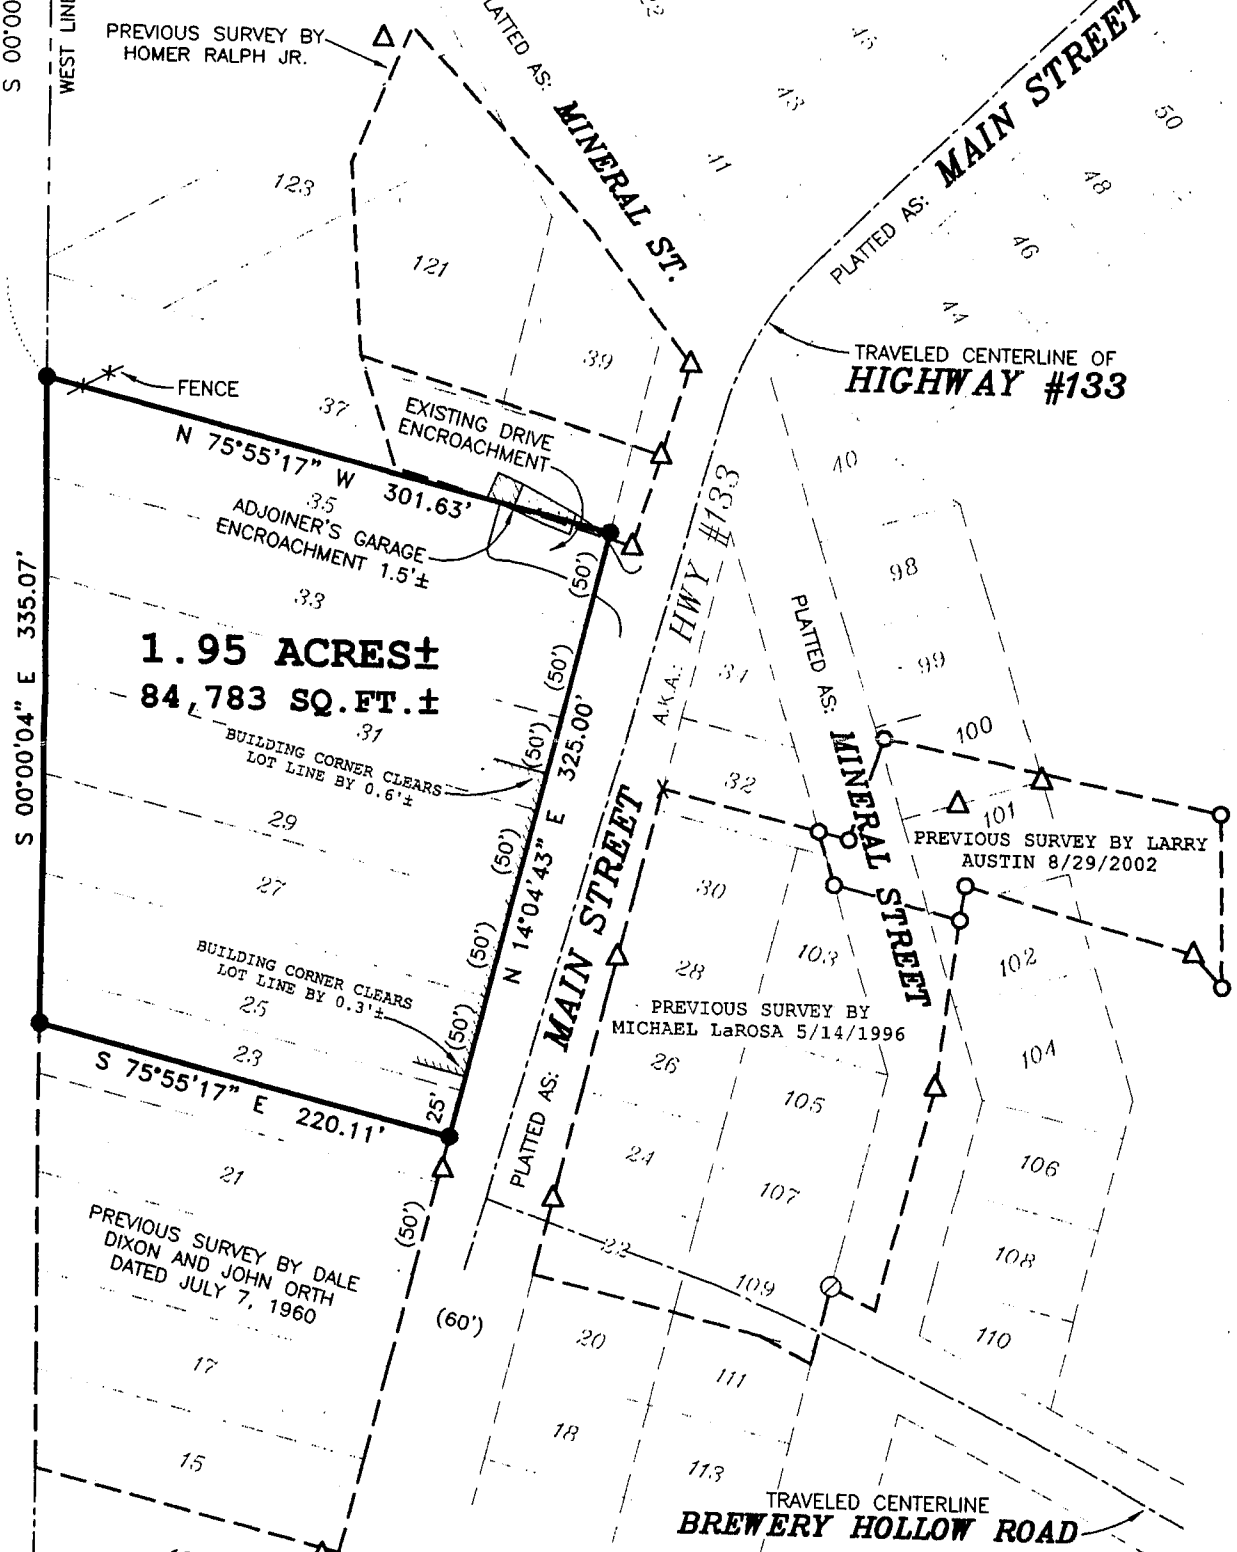 S 00°00
WEST LINE
PREVIOUS SURVEY BY
HOMER RALPH JR.
PLATTED AS: MINERAL ST.
22
45
43
41
PLATTED AS: MAIN STREET
50
48
46
44
123
121
39
37
TRAVELED CENTERLINE OF
HIGHWAY #133
FENCE
EXISTING DRIVE
ENCROACHMENT
N 75°55'17" W 301.63'
35
ADJOINER'S GARAGE
ENCROACHMENT 1.5'±
33
S 00°00'04" E 335.07'
1.95 ACRES±
84,783 SQ.FT.±
31
BUILDING CORNER CLEARS
LOT LINE BY 0.6'±
29
27
BUILDING CORNER CLEARS
LOT LINE BY 0.3'±
25
23
S 75°55'17" E 220.11'
(50')
(50')
(50')
(50')
(50')
(50')
25'
N 14°04'43" E 325.00'
A.K.A.: HWY #133
PLATTED AS: MAIN STREET
40
98
99
100
101
34
32
PLATTED AS: MINERAL STREET
PREVIOUS SURVEY BY LARRY
AUSTIN 8/29/2002
30
28
103
102
PREVIOUS SURVEY BY
MICHAEL LaROSA 5/14/1996
26
104
105
24
106
107
22
108
109
110
20
111
18
113
21
(50')
PREVIOUS SURVEY BY DALE
DIXON AND JOHN ORTH
DATED JULY 7, 1960
(60')
17
15
TRAVELED CENTERLINE
BREWERY HOLLOW ROAD